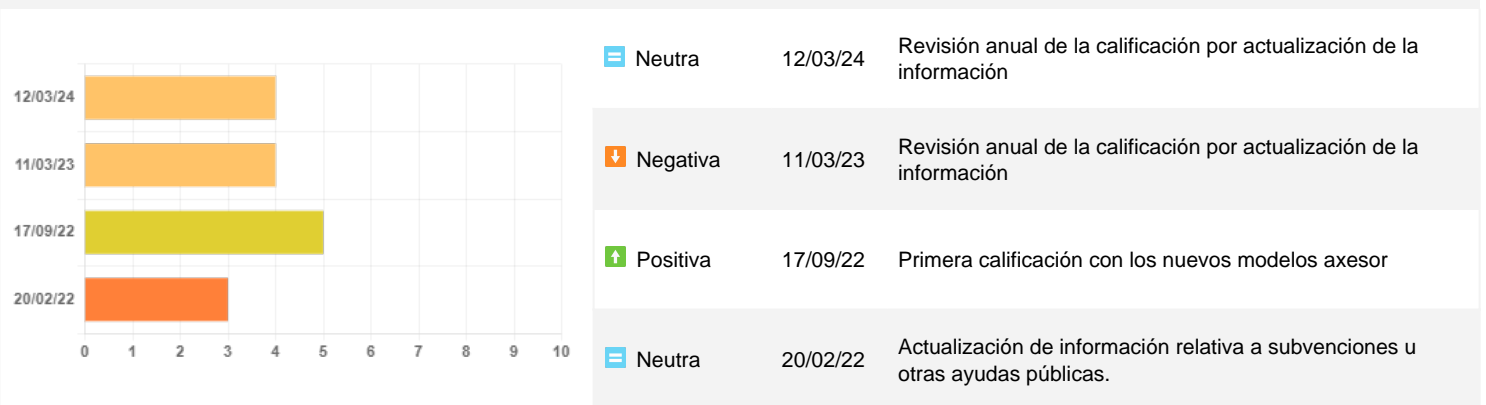 12/03/24
11/03/23
17/09/22
20/02/22
0 1 2 3 4 5 6 7 8 9 10
Neutra 12/03/24 Revisión anual de la calificación por actualización de la
información
Negativa 11/03/23 Revisión anual de la calificación por actualización de la
información
Positiva 17/09/22 Primera calificación con los nuevos modelos axesor
Neutra 20/02/22 Actualización de información relativa a subvenciones u
otras ayudas públicas.